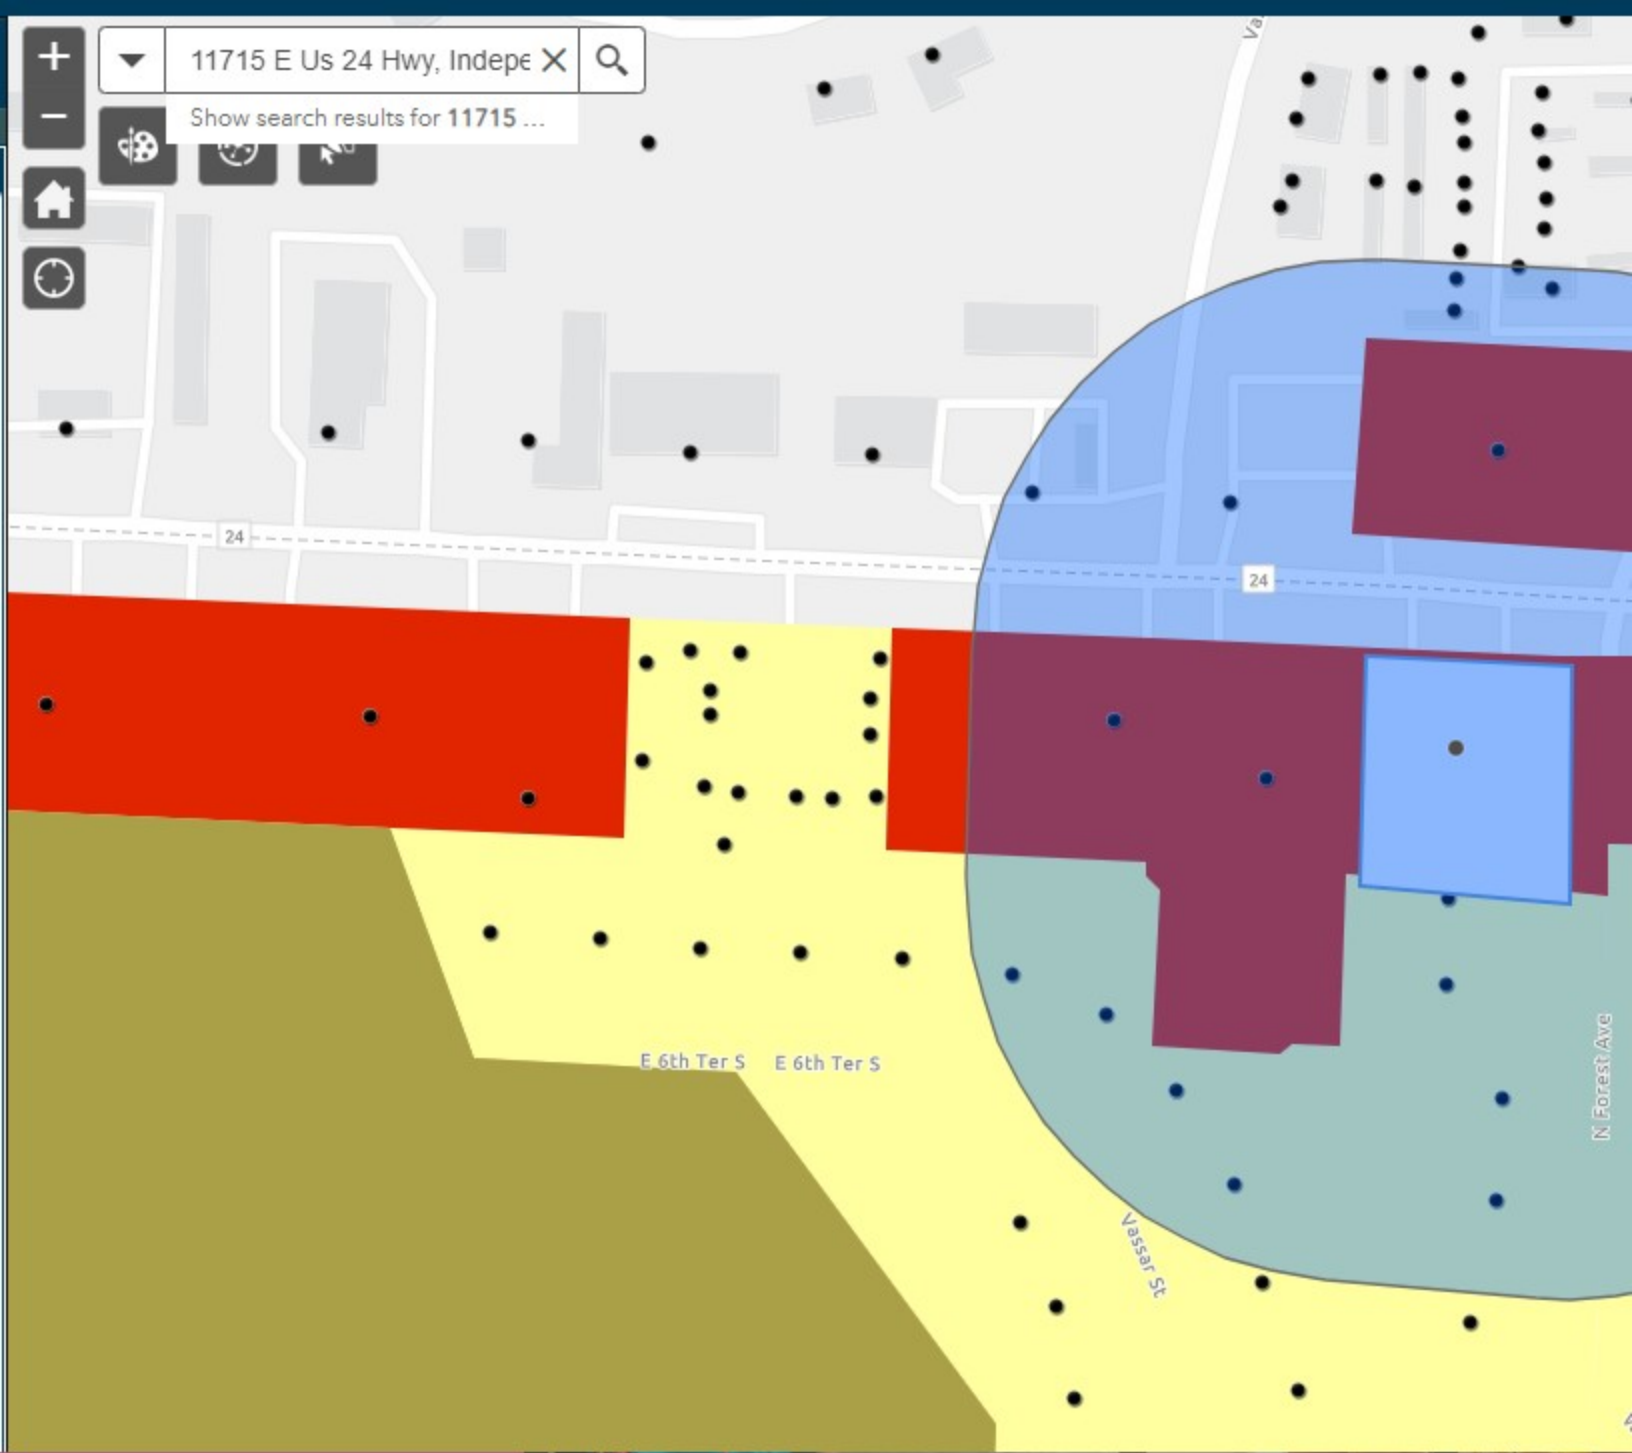 11715 E Us 24 Hwy, Indepe
Show search results for 11715 ...
24
24
E 6th Ter S
E 6th Ter S
N Forest Ave
Vassar St